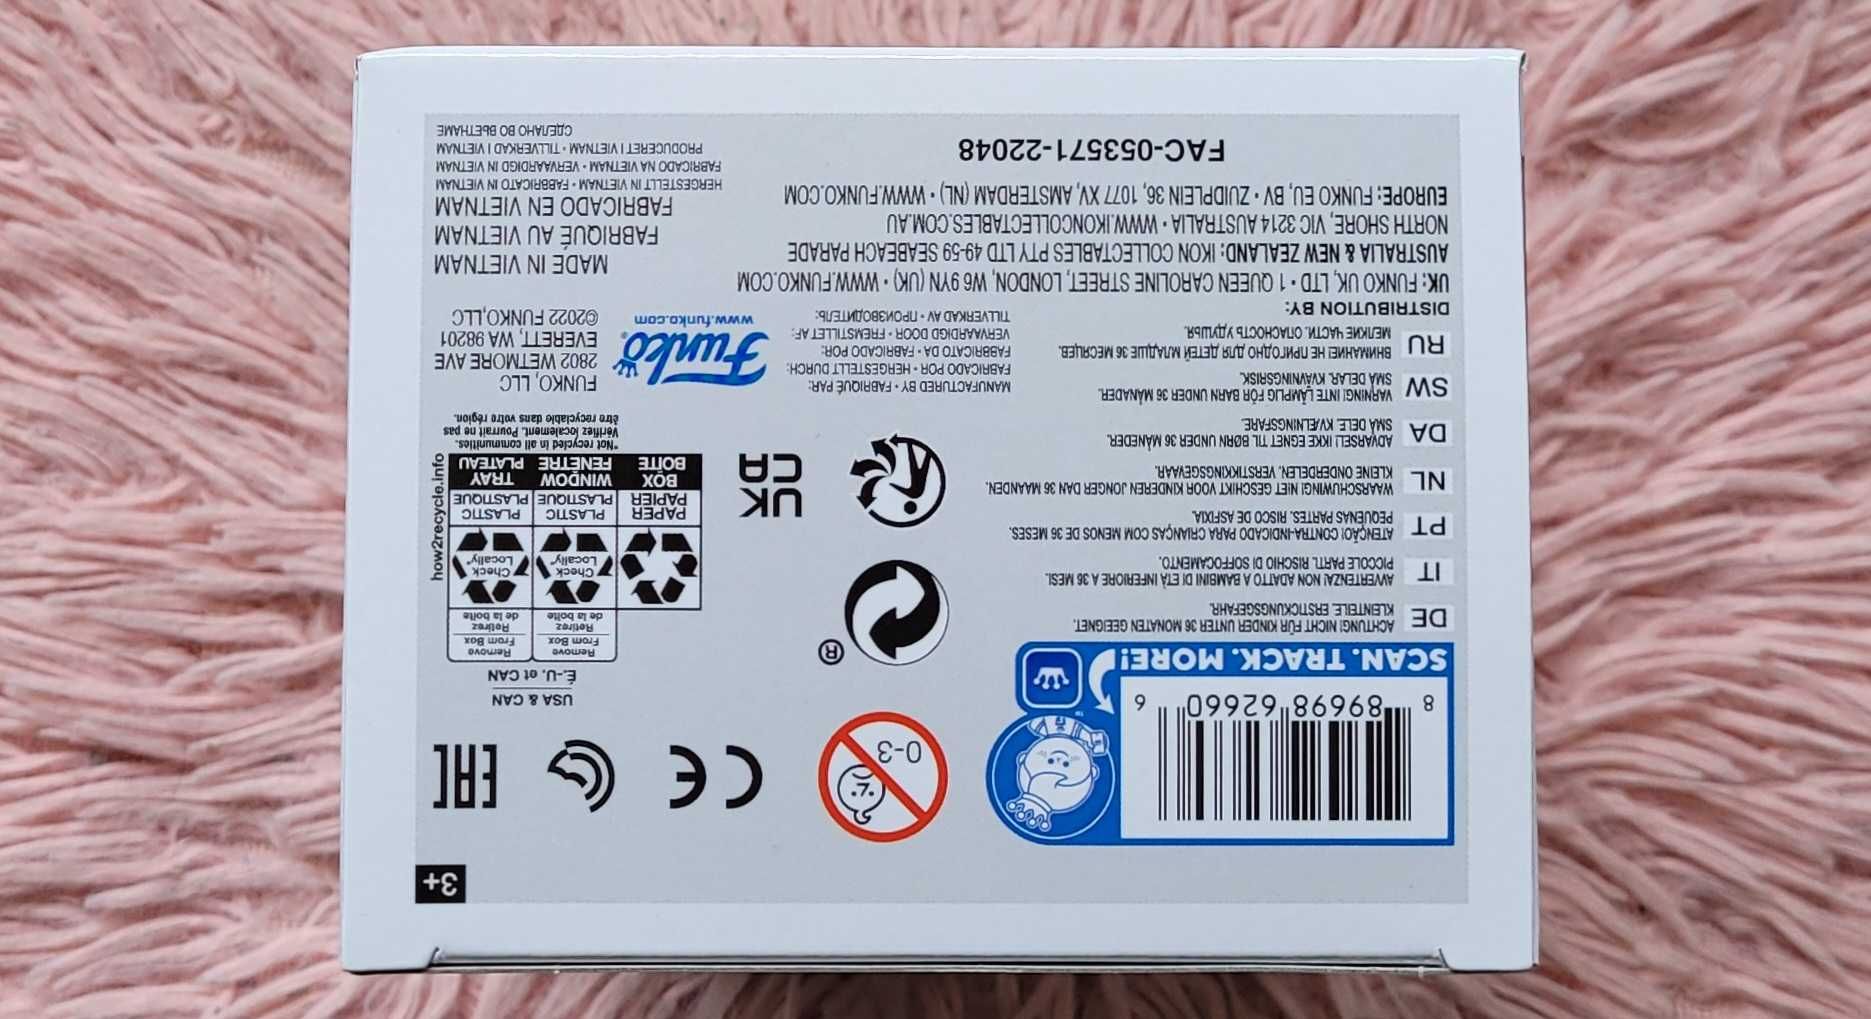 3+
8 89698 62660 6
SCAN. TRACK. MORE!
0-3
CE
EAC
USA & CAN
É.-U. et CAN
Remove
From Box
Retirez
de la boîte
Remove
From Box
Retirez
de la boîte
Check
Locally*
Check
Locally*
PAPER
PAPIER
PLASTIC
PLASTIQUE
PLASTIC
PLASTIQUE
BOX
BOÎTE
WINDOW
FENÊTRE
TRAY
PLATEAU
how2recycle.info
*Not recycled in all communities.
Vérifiez localement. Pourrait ne pas
être recyclable dans votre région.
®
UK
CA
DE
ACHTUNG! NICHT FÜR KINDER UNTER 36 MONATEN GEEIGNET.
KLEINTEILE. ERSTICKUNGSGEFAHR.
IT
AVVERTENZA! NON ADATTO A BAMBINI DI ETÀ INFERIORE A 36 MESI.
PICCOLE PARTI. RISCHIO DI SOFFOCAMENTO.
PT
ATENÇÃO! CONTRA-INDICADO PARA CRIANÇAS COM MENOS DE 36 MESES.
PEQUENAS PARTES. RISCO DE ASFIXIA.
NL
WAARSCHUWING! NIET GESCHIKT VOOR KINDEREN JONGER DAN 36 MAANDEN.
KLEINE ONDERDELEN. VERSTIKKINGSGEVAAR.
DA
ADVARSEL! IKKE EGNET TIL BØRN UNDER 36 MÅNEDER.
SMÅ DELE. KVÆLNINGSFARE.
SW
VARNING! INTE LÄMPLIG FÖR BARN UNDER 36 MÅNADER.
SMÅ DELAR. KVÄVNINGSRISK.
RU
ВНИМАНИЕ! НЕ ПРИГОДНО ДЛЯ ДЕТЕЙ МЛАДШЕ 36 МЕСЯЦЕВ.
МЕЛКИЕ ЧАСТИ. ОПАСНОСТЬ УДУШЬЯ.
MANUFACTURED BY • FABRIQUÉ PAR:
FABRICADO POR • HERGESTELLT DURCH:
FABBRICATO DA • FABRICADO POR:
VERVAARDIGD DOOR • FREMSTILLET AF:
TILLVERKAD AV • ПРОИЗВОДИТЕЛЬ:
Funko®
www.funko.com
FUNKO, LLC
2802 WETMORE AVE
EVERETT, WA 98201
©2022 FUNKO,LLC
DISTRIBUTION BY:
UK: FUNKO UK, LTD • 1 QUEEN CAROLINE STREET, LONDON, W6 9YN (UK) • WWW.FUNKO.COM
AUSTRALIA & NEW ZEALAND: IKON COLLECTABLES PTY LTD 49-59 SEABEACH PARADE
NORTH SHORE, VIC 3214 AUSTRALIA • WWW.IKONCOLLECTABLES.COM.AU
EUROPE: FUNKO EU, BV • ZUIDPLEIN 36, 1077 XV, AMSTERDAM (NL) • WWW.FUNKO.COM
FAC-053571-22048
MADE IN VIETNAM
FABRIQUÉ AU VIETNAM
FABRICADO EN VIETNAM
HERGESTELLT IN VIETNAM • FABBRICATO IN VIETNAM
FABRICADO NA VIETNAM • VERVAARDIGD IN VIETNAM
PRODUCERET I VIETNAM • TILLVERKAD I VIETNAM
СДЕЛАНО ВО ВЬЕТНАМЕ